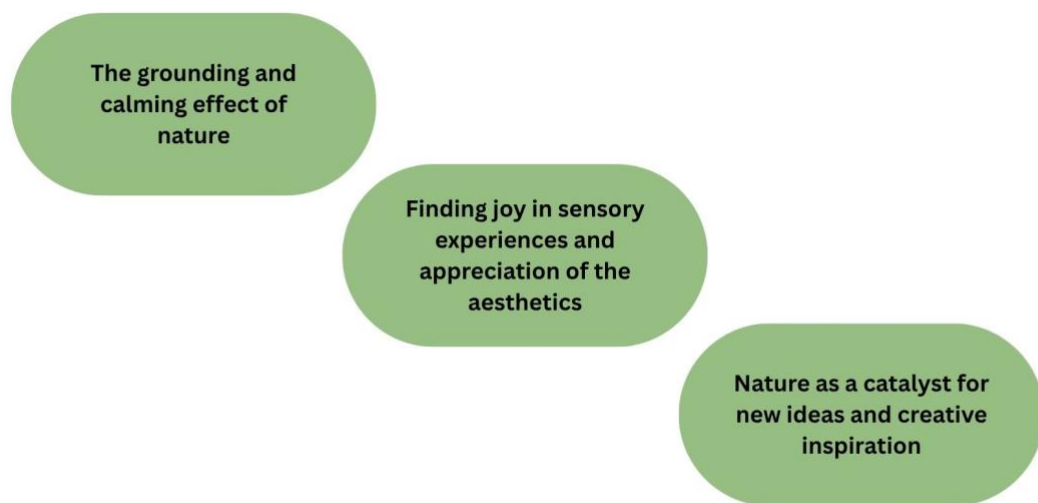 The grounding and
calming effect of
nature
Finding joy in sensory
experiences and
appreciation of the
aesthetics
Nature as a catalyst for
new ideas and creative
inspiration